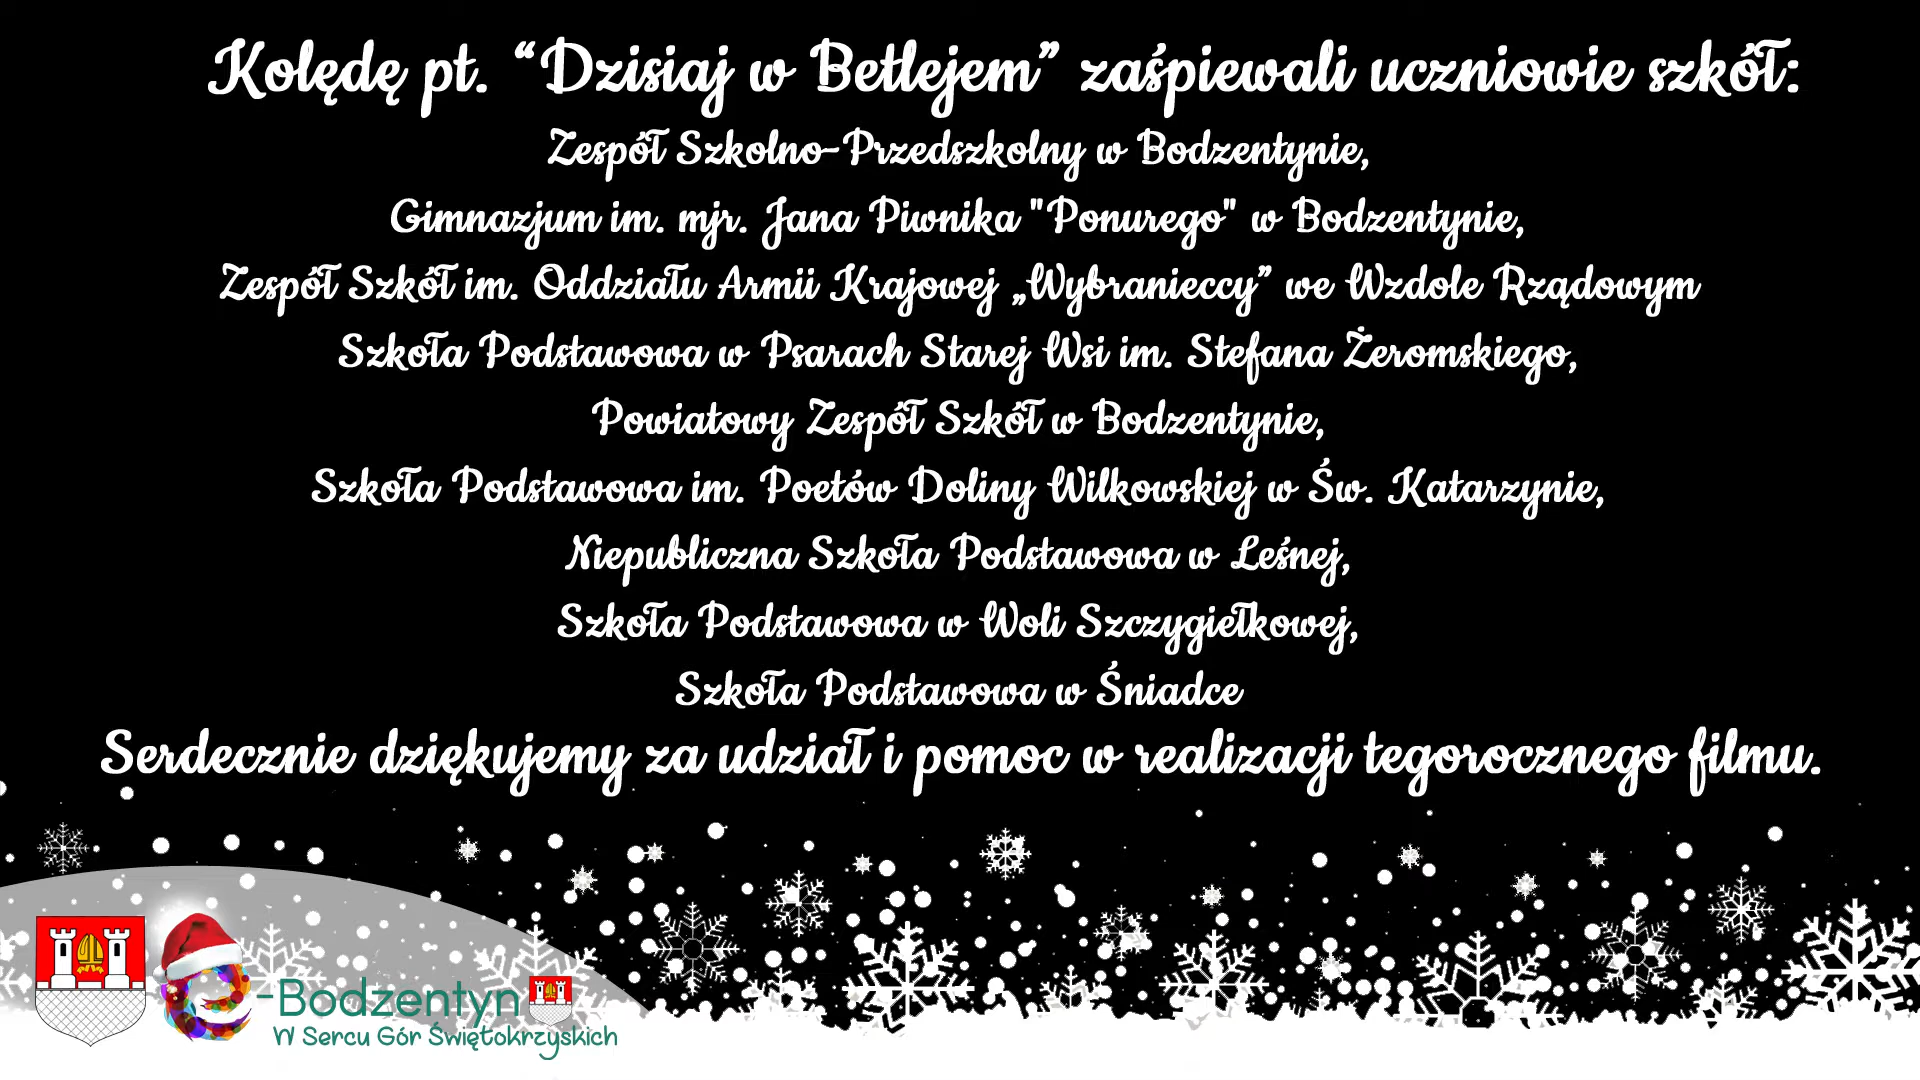 Kolędę pt. “Dzisiaj w Betlejem” zaśpiewali uczniowie szkół:
Zespół Szkolno-Przedszkolny w Bodzentynie,
Gimnazjum im. mjr. Jana Piwnika "Ponurego" w Bodzentynie,
Zespół Szkół im. Oddziału Armii Krajowej „Wybranieccy” we Wzdole Rządowym
Szkoła Podstawowa w Psarach Starej Wsi im. Stefana Żeromskiego,
Powiatowy Zespół Szkół w Bodzentynie,
Szkoła Podstawowa im. Poetów Doliny Wilkowskiej w Św. Katarzynie,
Niepubliczna Szkoła Podstawowa w Leśnej,
Szkoła Podstawowa w Woli Szczygiełkowej,
Szkoła Podstawowa w Śniadce
Serdecznie dziękujemy za udział i pomoc w realizacji tegorocznego filmu.
e-Bodzentyn
W Sercu Gór Świętokrzyskich